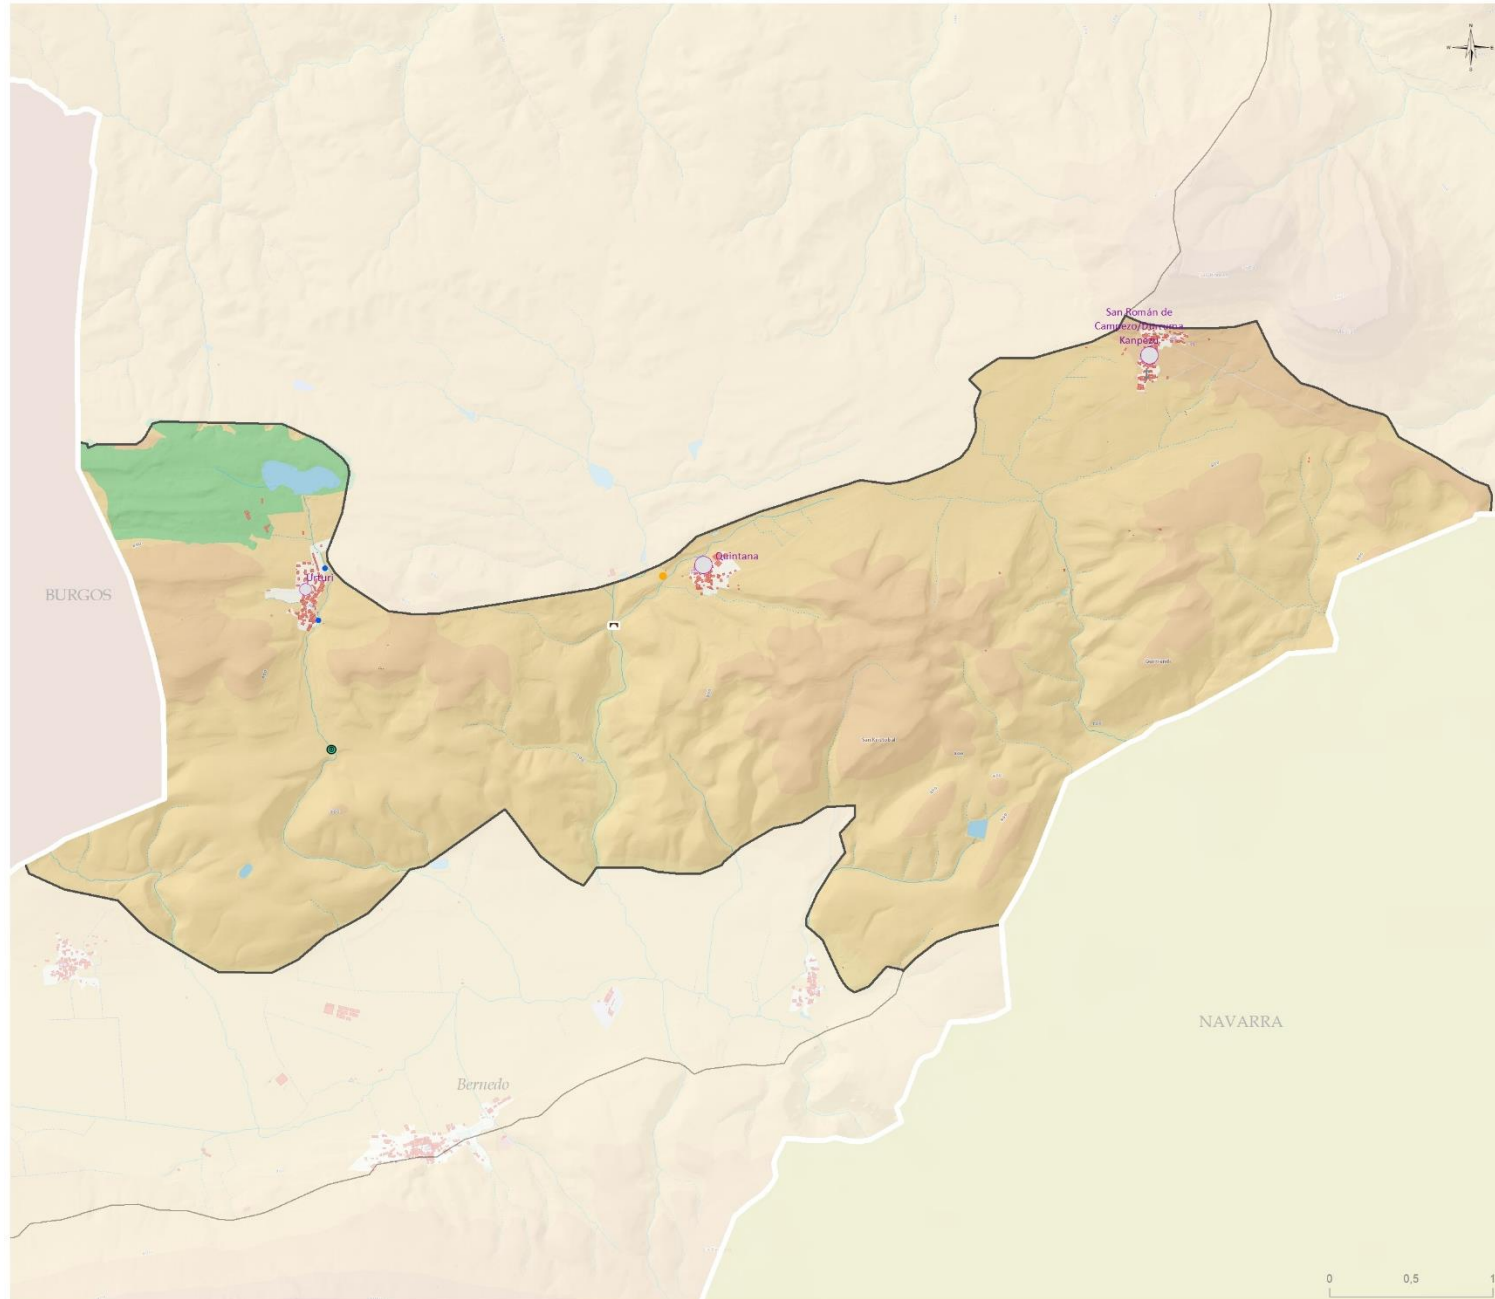 N
San Román de
Campezo/Durruma
Kanpezu
Quintana
Urturi
BURGOS
NAVARRA
Bernedo
0 0,5 1